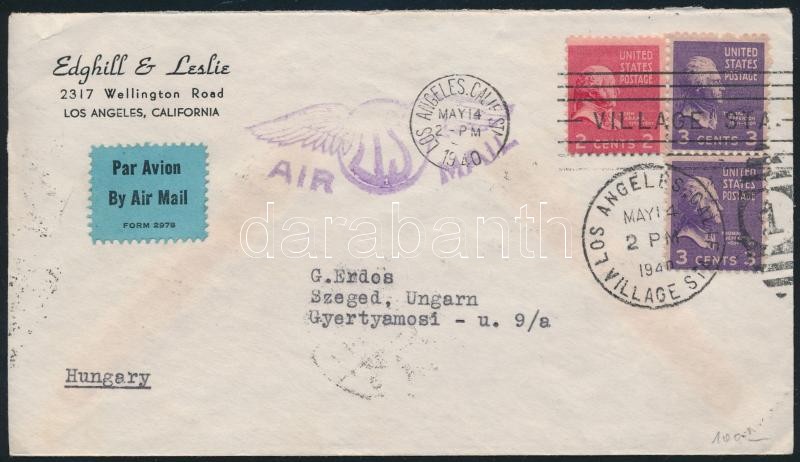 Edghill & Leslie
2317 Wellington Road
LOS ANGELES, CALIFORNIA
Par Avion
By Air Mail
FORM 2978
AIR MAIL
US
LOS ANGELES, CALIF. STA.
MAY 14
2 - PM
1940
UNITED
STATES
POSTAGE
2 CENTS 2
UNITED
STATES
POSTAGE
3 CENTS 3
VILLAGE STA.
UNITED
STATES
POSTAGE
3 CENTS 3
LOS ANGELES, CALIF.
MAY 14
2 PM
1940
VILLAGE STA.
1
darabanth
G.Erdos
Szeged, Ungarn
Gyertyamosi - u. 9/a
Hungary